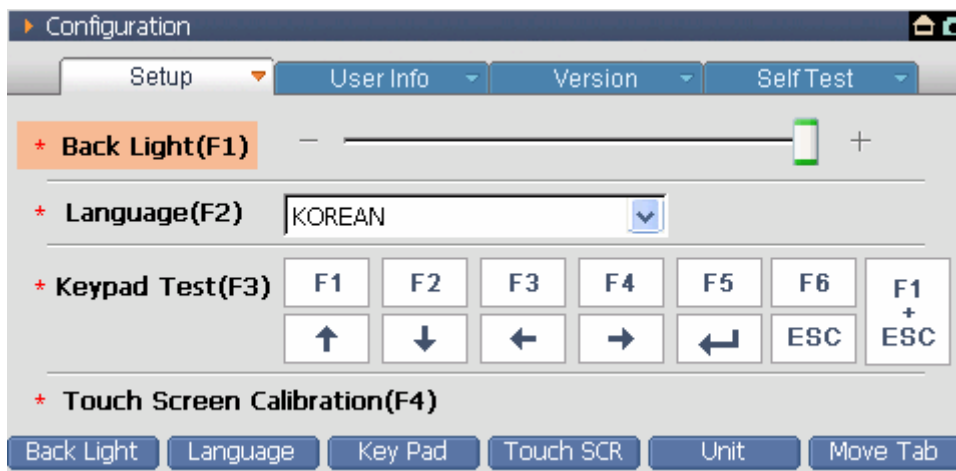 Configuration
Setup User Info Version Self Test
* Back Light(F1) − +
* Language(F2) KOREAN
* Keypad Test(F3) F1 F2 F3 F4 F5 F6 F1 + ESC
↑ ↓ ← → ↵ ESC
* Touch Screen Calibration(F4)
Back Light Language Key Pad Touch SCR Unit Move Tab